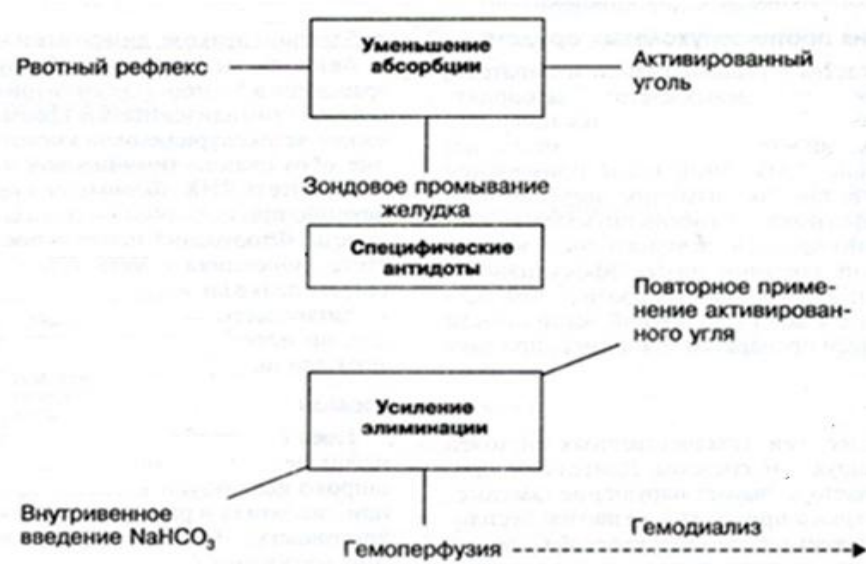 Уменьшение
абсорбции
Рвотный рефлекс
Активированный
уголь
Зондовое промывание
желудка
Специфические
антидоты
Повторное приме-
нение активирован-
ного угля
Усиление
элиминации
Внутривенное
введение NaHCO₃
Гемоперфузия
Гемодиализ